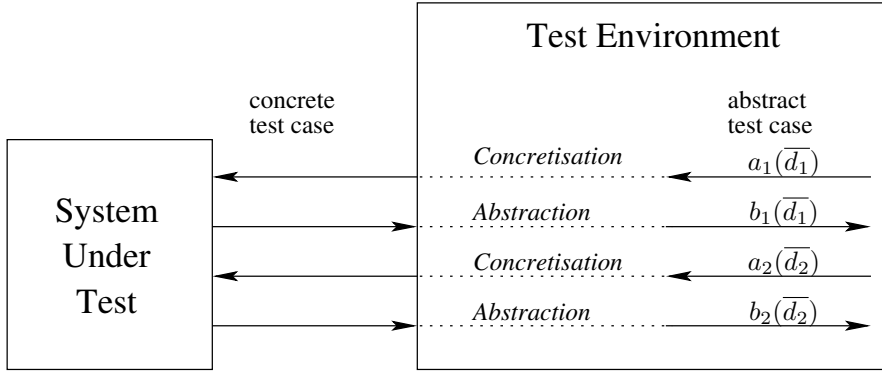 Test Environment
concrete
test case
abstract
test case
System
Under
Test
Concretisation
a₁(d̅₁)
Abstraction
b₁(d̅₁)
Concretisation
a₂(d̅₂)
Abstraction
b₂(d̅₂)